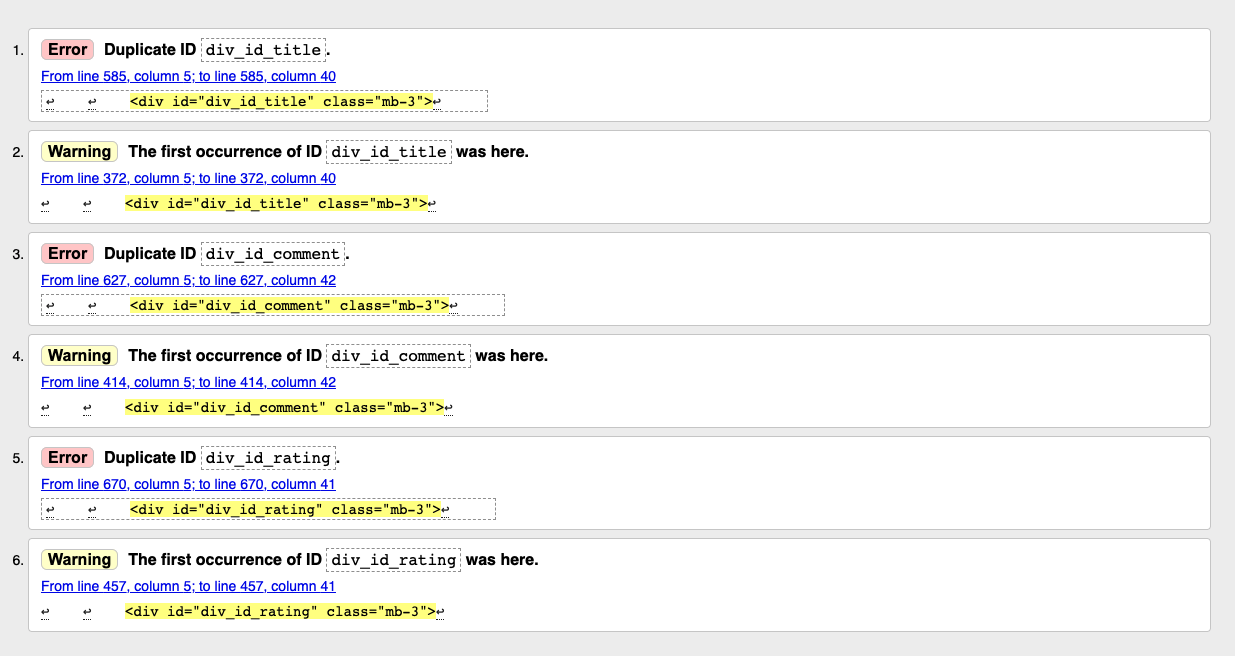 1. Error Duplicate ID div_id_title.
From line 585, column 5; to line 585, column 40
↩ ↩ <div id="div_id_title" class="mb-3">↩
2. Warning The first occurrence of ID div_id_title was here.
From line 372, column 5; to line 372, column 40
↩ ↩ <div id="div_id_title" class="mb-3">↩
3. Error Duplicate ID div_id_comment.
From line 627, column 5; to line 627, column 42
↩ ↩ <div id="div_id_comment" class="mb-3">↩
4. Warning The first occurrence of ID div_id_comment was here.
From line 414, column 5; to line 414, column 42
↩ ↩ <div id="div_id_comment" class="mb-3">↩
5. Error Duplicate ID div_id_rating.
From line 670, column 5; to line 670, column 41
↩ ↩ <div id="div_id_rating" class="mb-3">↩
6. Warning The first occurrence of ID div_id_rating was here.
From line 457, column 5; to line 457, column 41
↩ ↩ <div id="div_id_rating" class="mb-3">↩